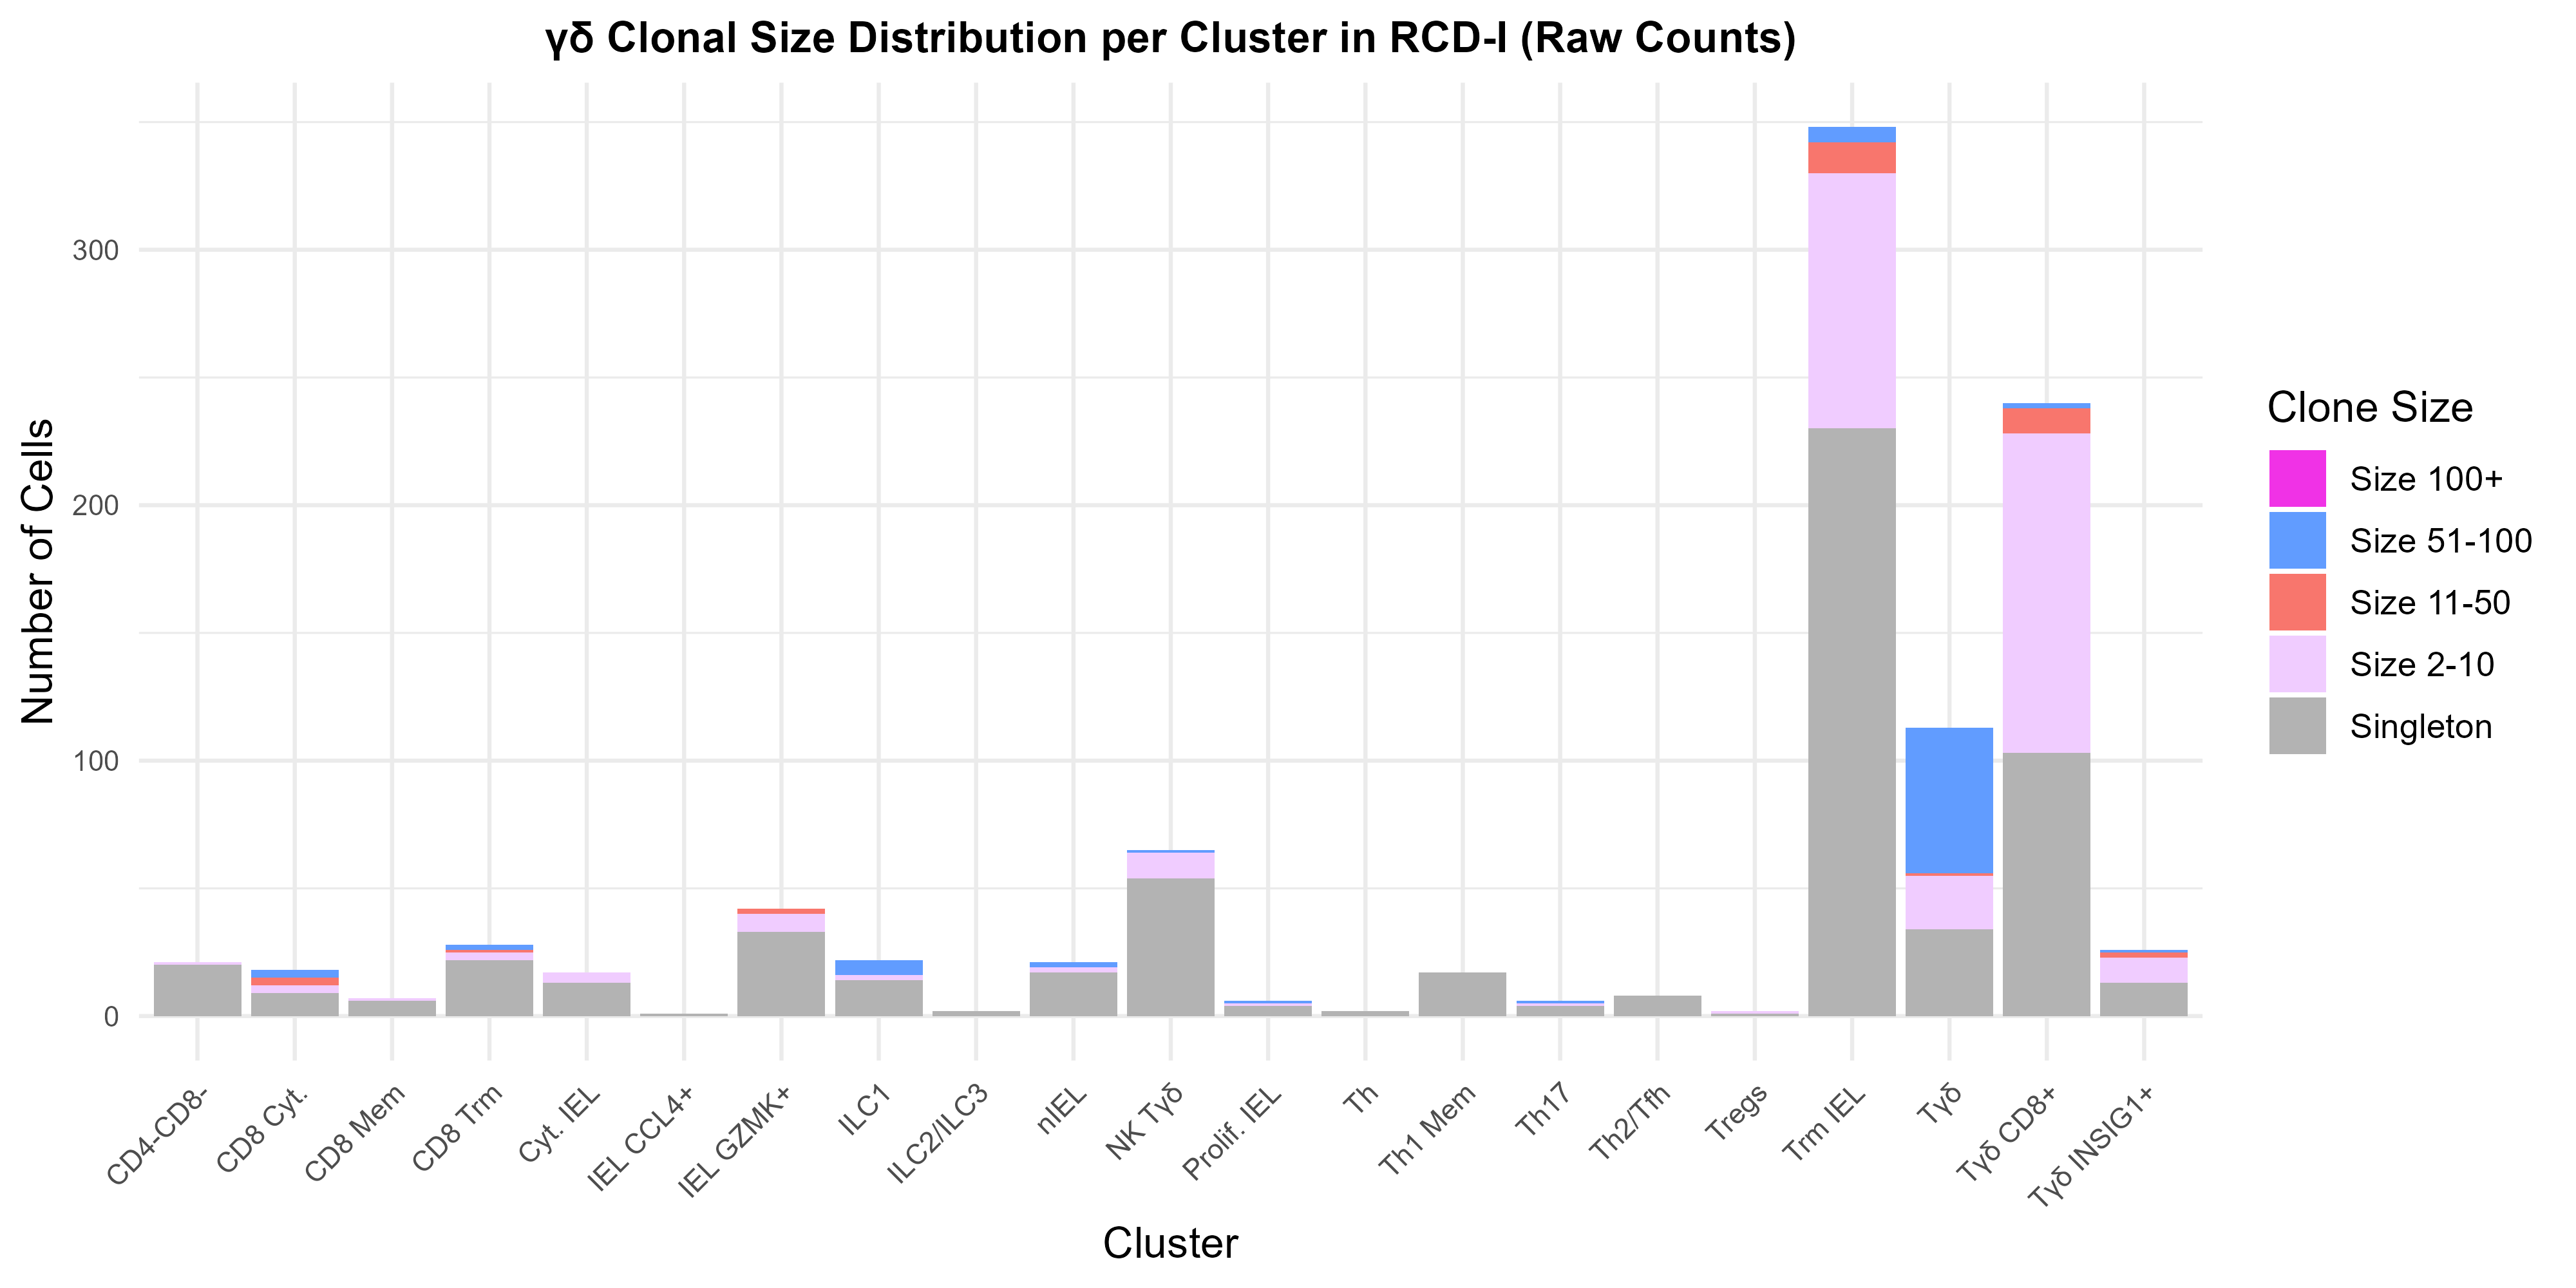 γδ Clonal Size Distribution per Cluster in RCD-I (Raw Counts)
Number of Cells
300
200
100
0
CD4-CD8-
CD8 Cyt.
CD8 Mem
CD8 Trm
Cyt. IEL
IEL CCL4+
IEL GZMK+
ILC1
ILC2/ILC3
nIEL
NK Tγδ
Prolif. IEL
Th
Th1 Mem
Th17
Th2/Tfh
Tregs
Trm IEL
Tγδ
Tγδ CD8+
Tγδ INSIG1+
Cluster
Clone Size
Size 100+
Size 51-100
Size 11-50
Size 2-10
Singleton